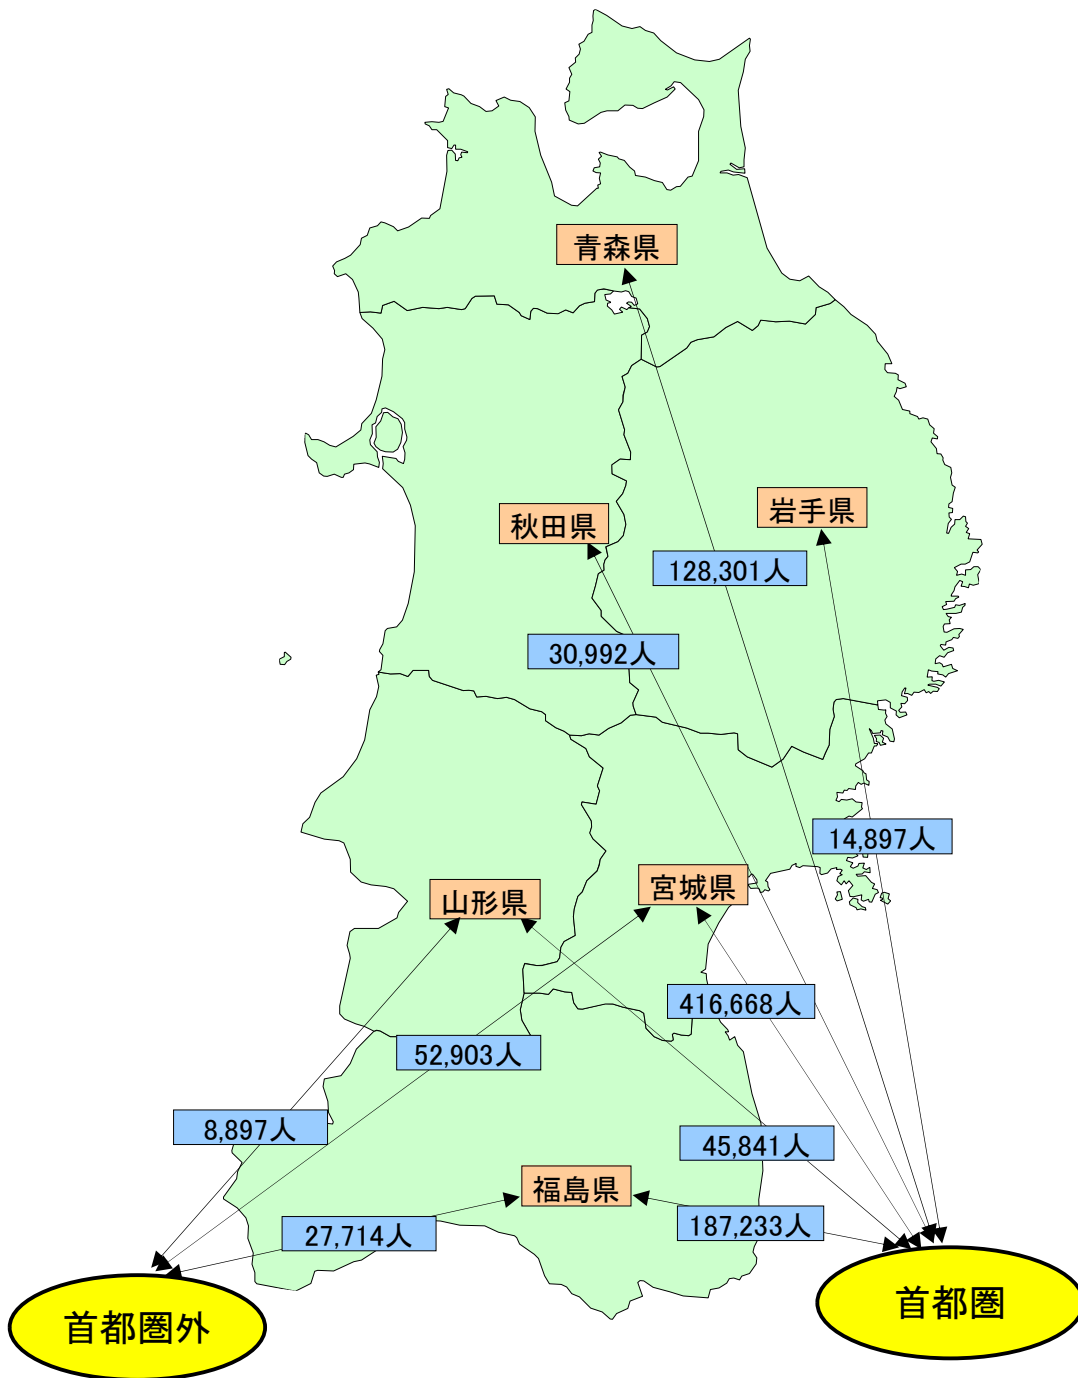 青森県
岩手県
秋田県
128,301人
30,992人
14,897人
宮城県
山形県
416,668人
52,903人
8,897人
45,841人
福島県
187,233人
27,714人
首都圏
首都圏外